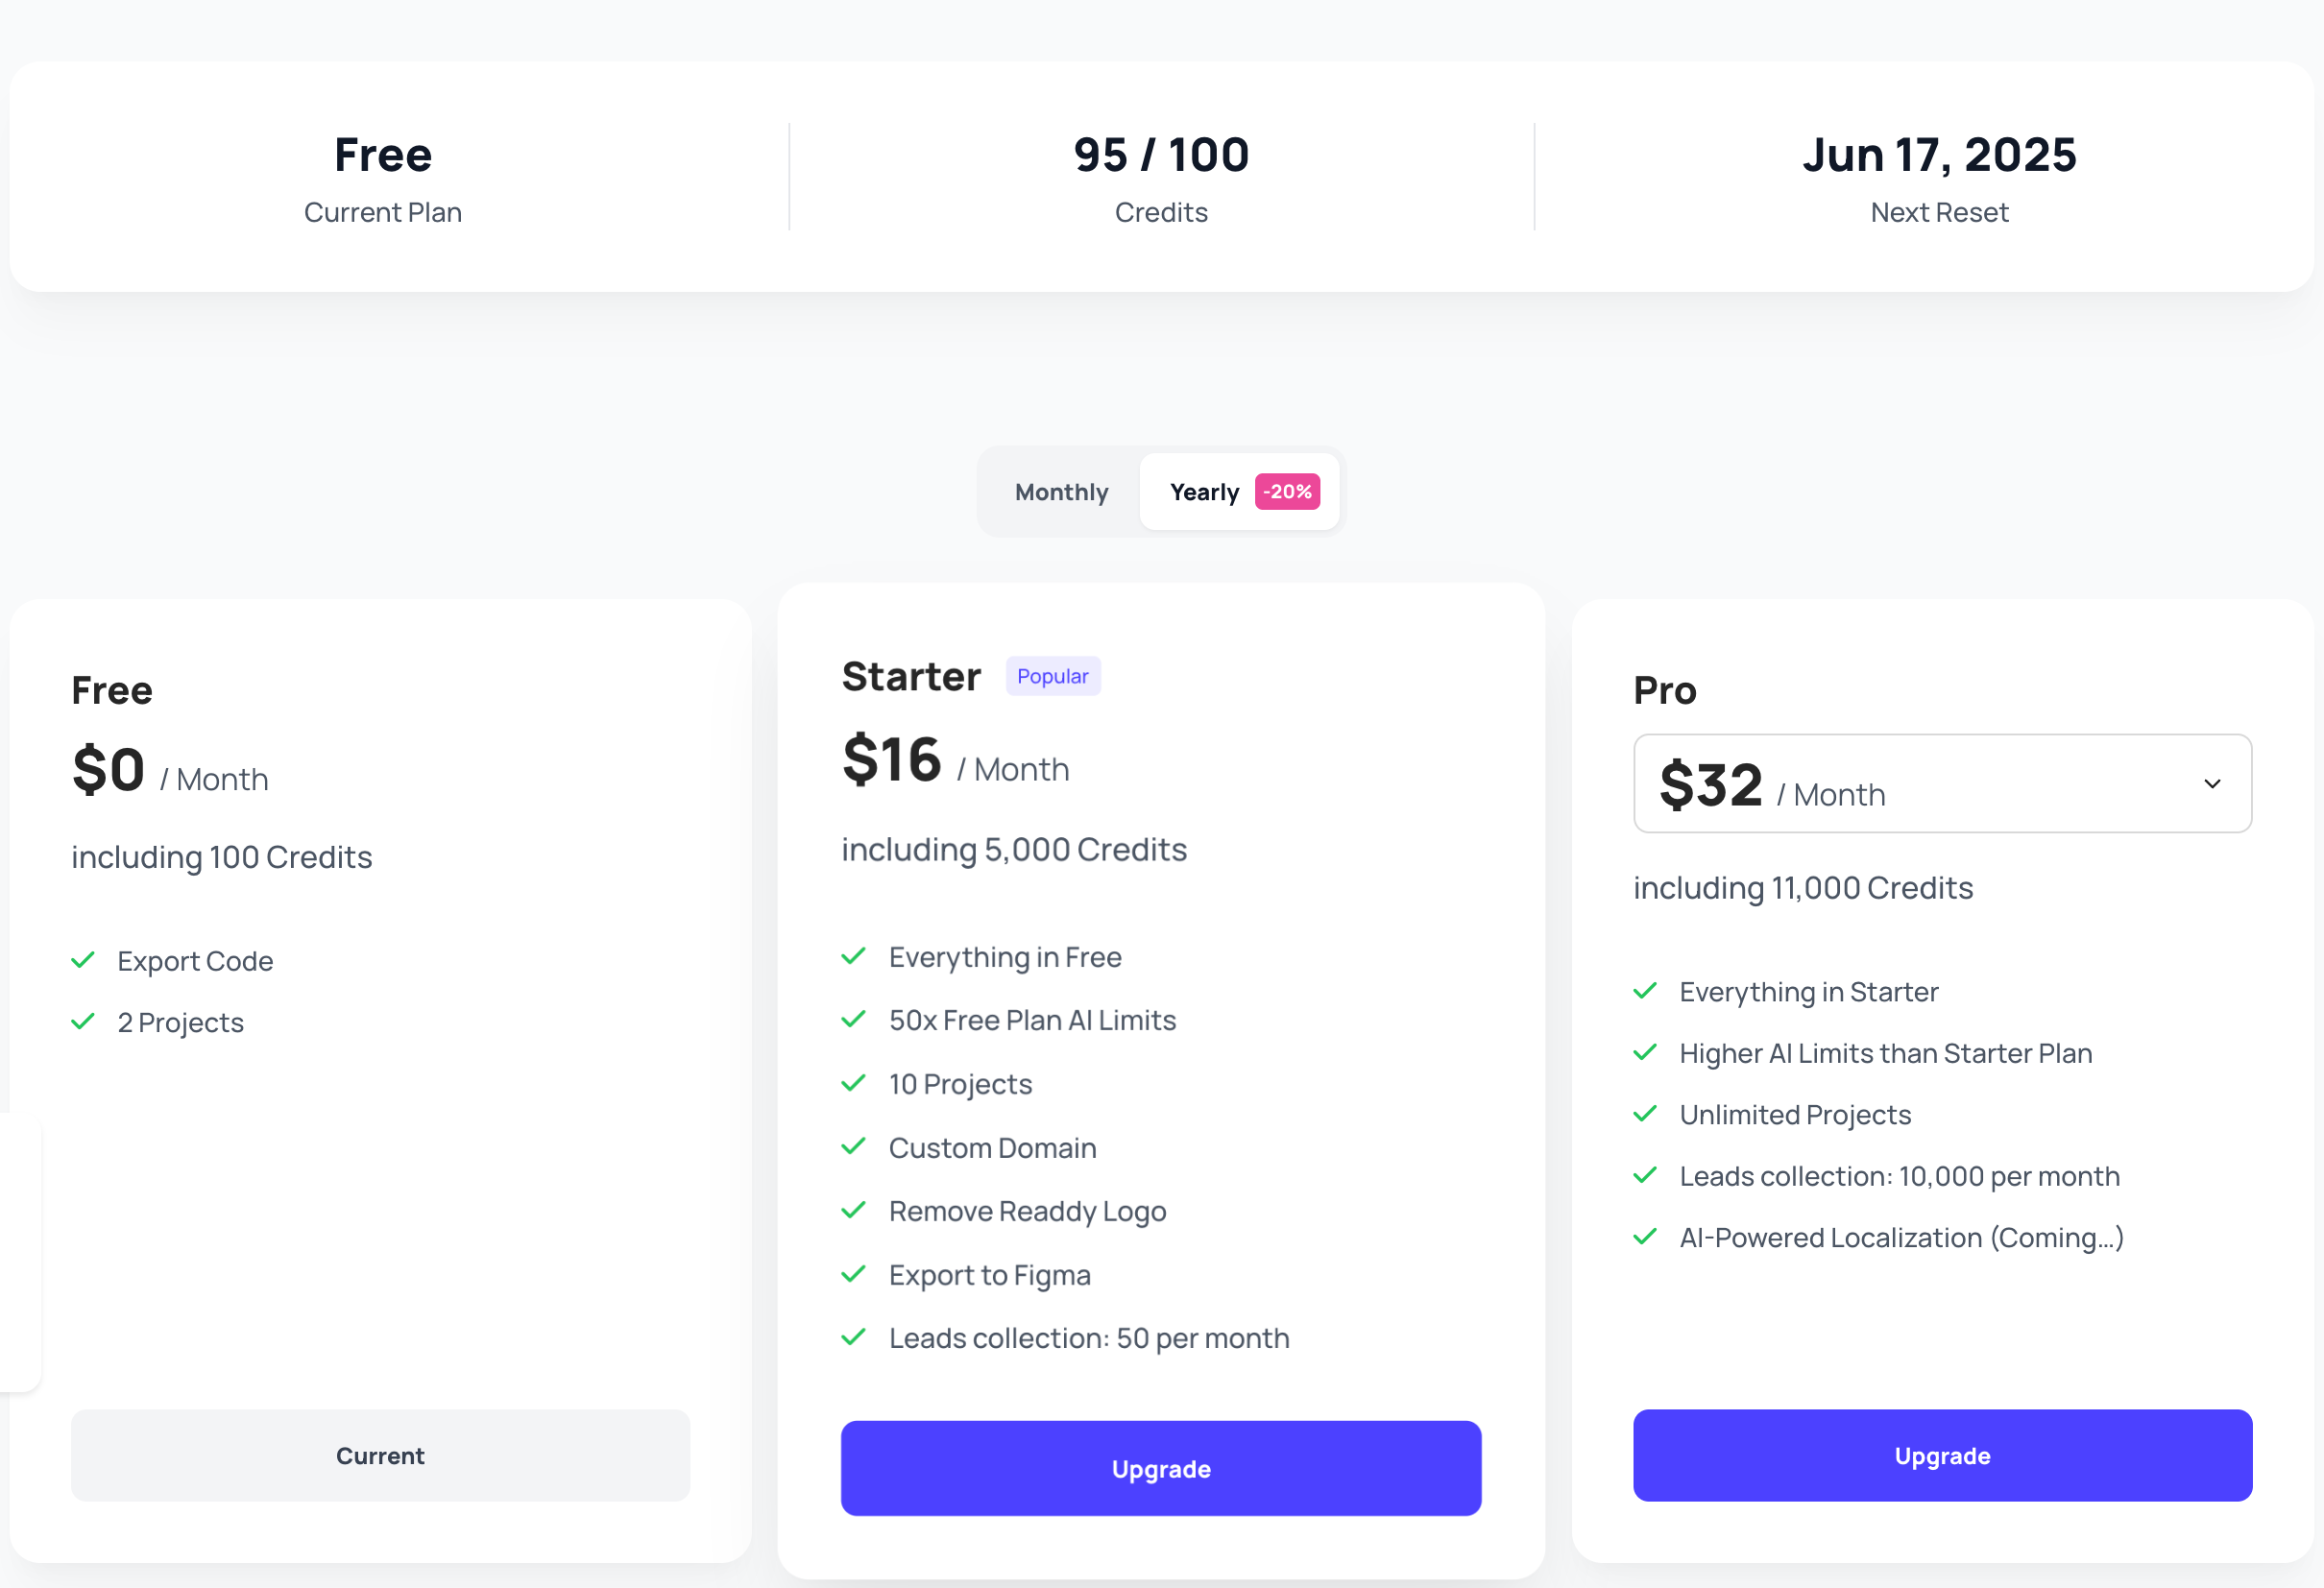 Free
Current Plan
95 / 100
Credits
Jun 17, 2025
Next Reset
Monthly
Yearly -20%
Free
$0 / Month
including 100 Credits
Export Code
2 Projects
Current
Starter Popular
$16 / Month
including 5,000 Credits
Everything in Free
50x Free Plan AI Limits
10 Projects
Custom Domain
Remove Readdy Logo
Export to Figma
Leads collection: 50 per month
Upgrade
Pro
$32 / Month
including 11,000 Credits
Everything in Starter
Higher AI Limits than Starter Plan
Unlimited Projects
Leads collection: 10,000 per month
AI-Powered Localization (Coming...)
Upgrade